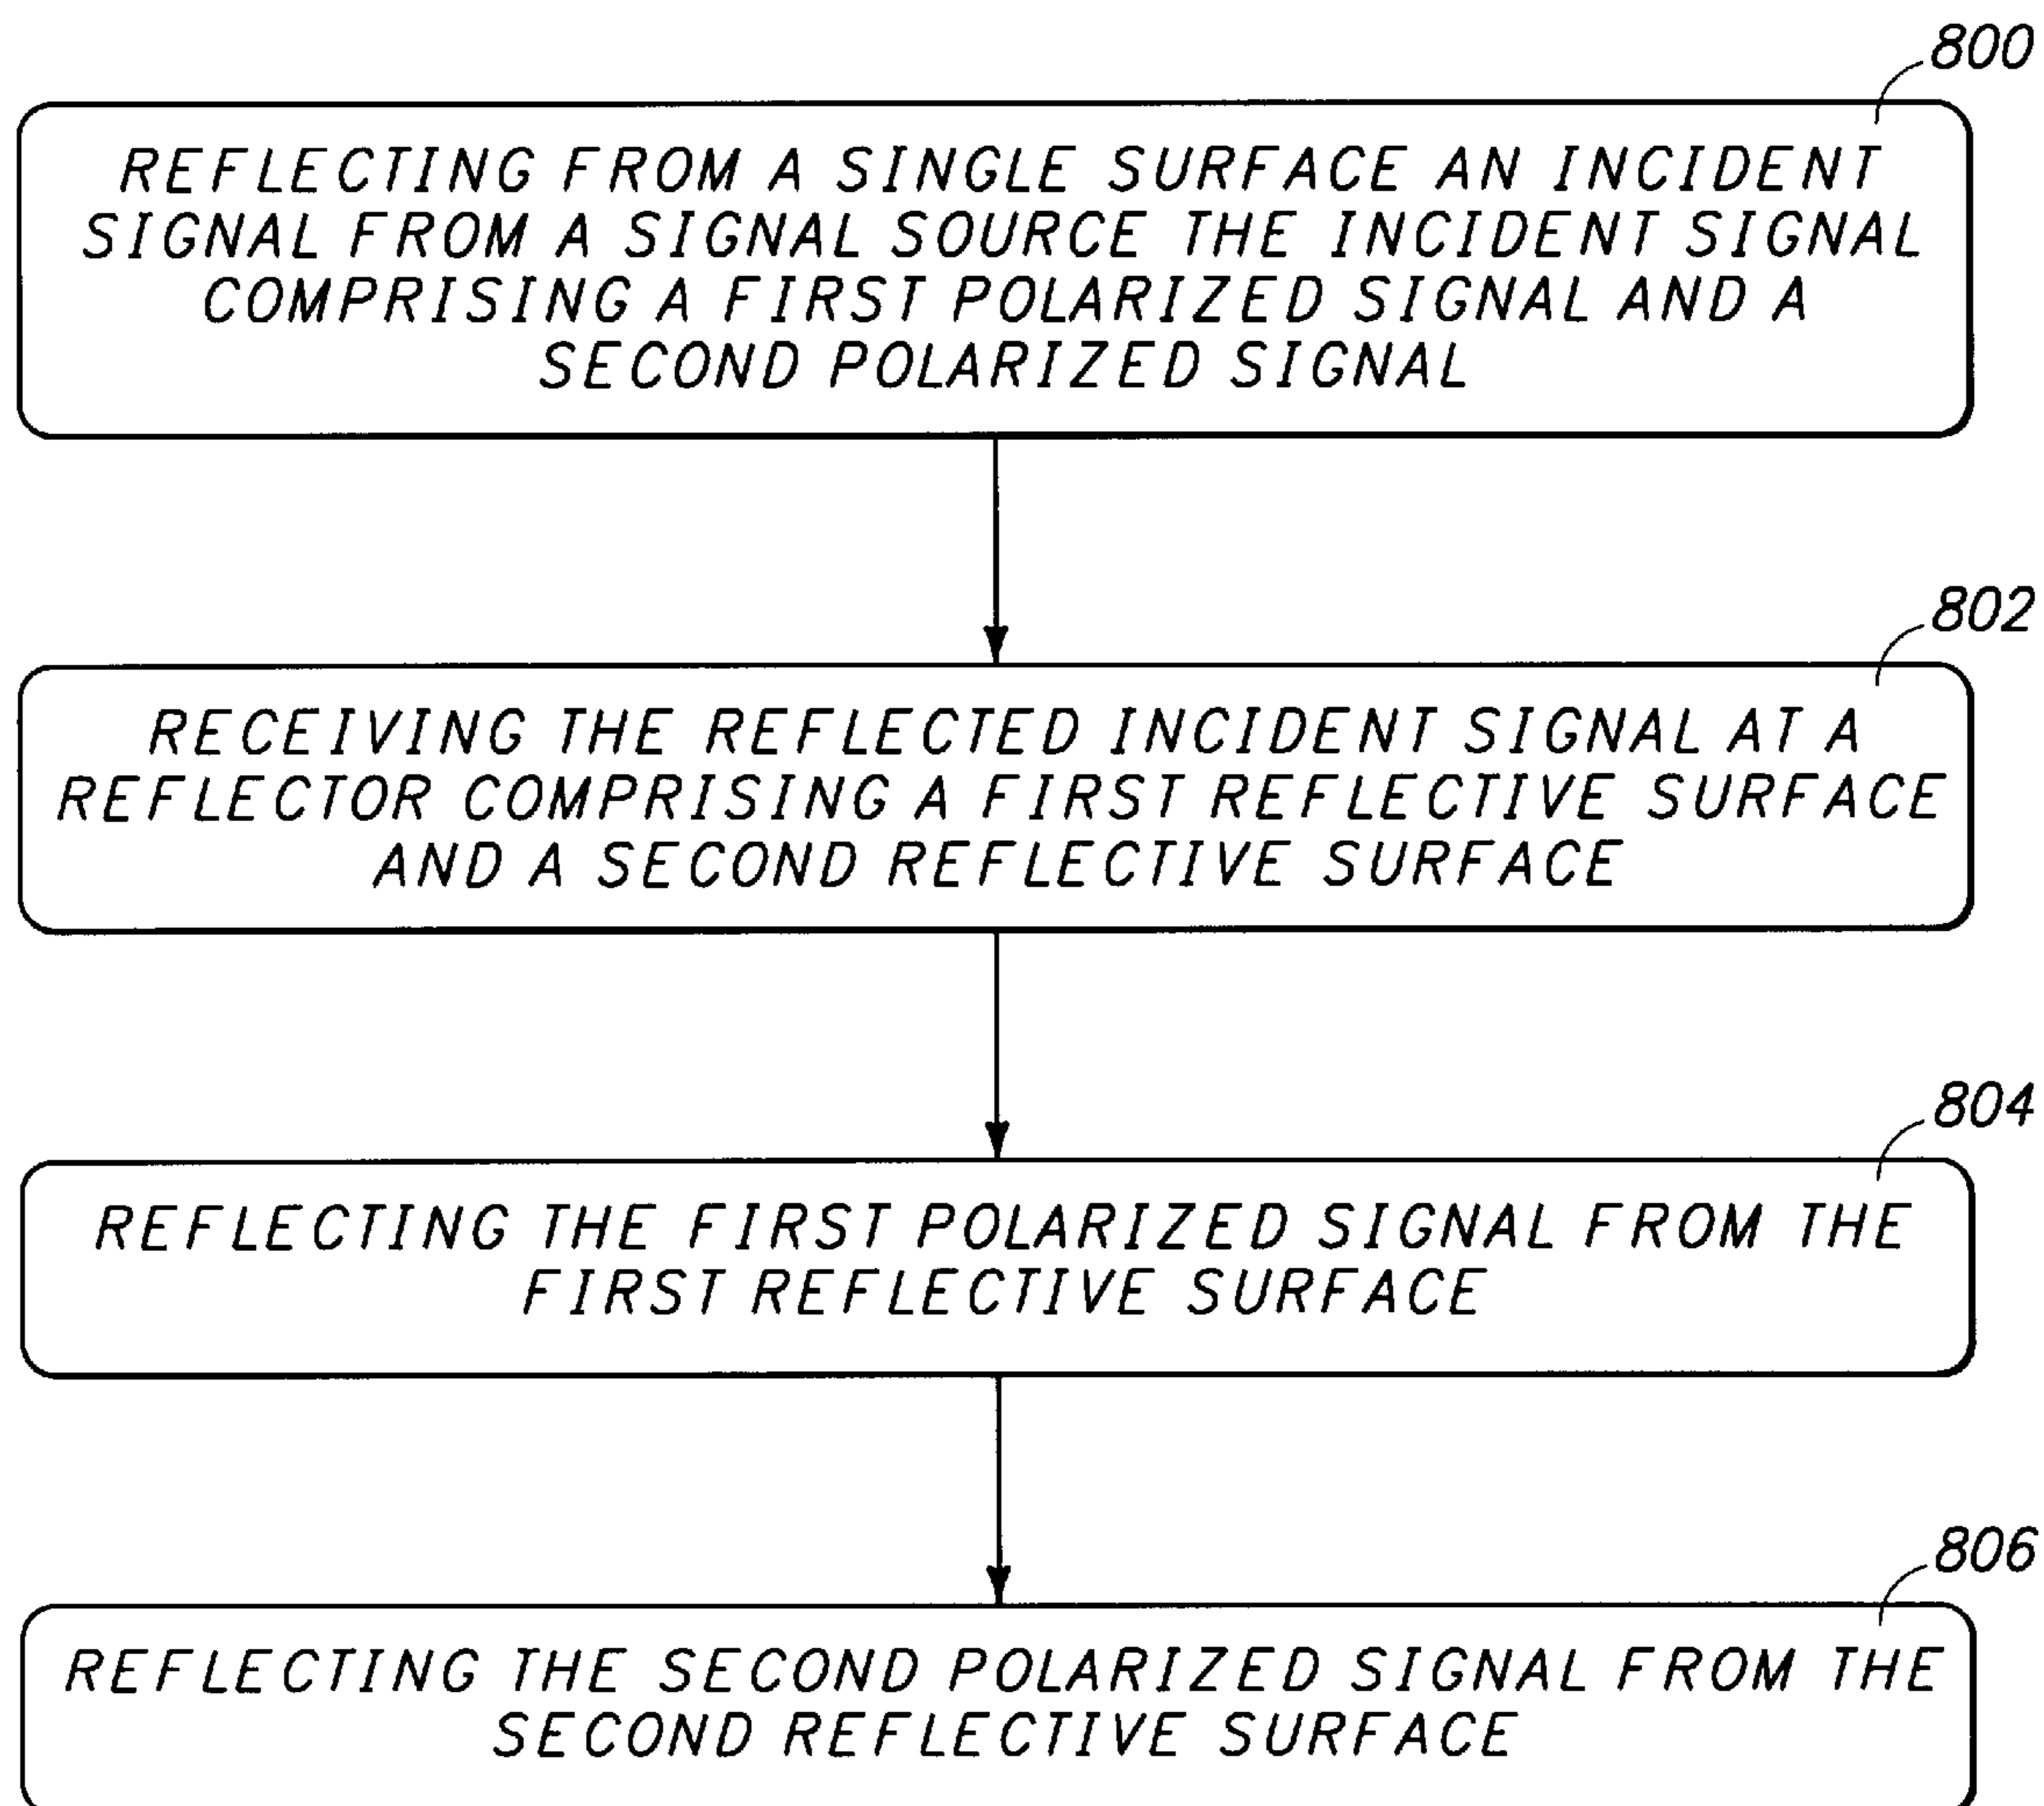 800
REFLECTING FROM A SINGLE SURFACE AN INCIDENT
SIGNAL FROM A SIGNAL SOURCE THE INCIDENT SIGNAL
COMPRISING A FIRST POLARIZED SIGNAL AND A
SECOND POLARIZED SIGNAL
802
RECEIVING THE REFLECTED INCIDENT SIGNAL AT A
REFLECTOR COMPRISING A FIRST REFLECTIVE SURFACE
AND A SECOND REFLECTIVE SURFACE
804
REFLECTING THE FIRST POLARIZED SIGNAL FROM THE
FIRST REFLECTIVE SURFACE
806
REFLECTING THE SECOND POLARIZED SIGNAL FROM THE
SECOND REFLECTIVE SURFACE